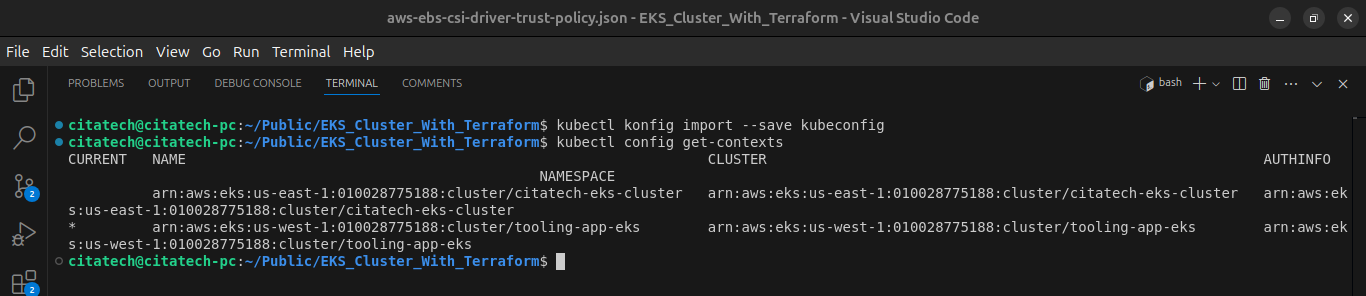 aws-ebs-csi-driver-trust-policy.json - EKS_Cluster_With_Terraform - Visual Studio Code
File Edit Selection View Go Run Terminal Help
PROBLEMS OUTPUT DEBUG CONSOLE TERMINAL COMMENTS bash
citatech@citatech-pc:~/Public/EKS_Cluster_With_Terraform$ kubectl konfig import --save kubeconfig
citatech@citatech-pc:~/Public/EKS_Cluster_With_Terraform$ kubectl config get-contexts
CURRENT NAME CLUSTER AUTHINFO
NAMESPACE
arn:aws:eks:us-east-1:010028775188:cluster/citatech-eks-cluster arn:aws:eks:us-east-1:010028775188:cluster/citatech-eks-cluster arn:aws:ek
s:us-east-1:010028775188:cluster/citatech-eks-cluster
* arn:aws:eks:us-west-1:010028775188:cluster/tooling-app-eks arn:aws:eks:us-west-1:010028775188:cluster/tooling-app-eks arn:aws:ek
s:us-west-1:010028775188:cluster/tooling-app-eks
citatech@citatech-pc:~/Public/EKS_Cluster_With_Terraform$
2
2